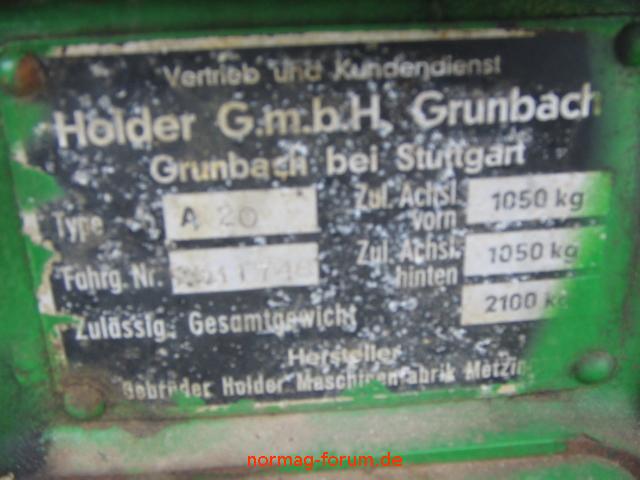 Vertrieb und Kundendienst
Holder G.m.b.H. Grunbach
Grunbach bei Stuttgart
Type A 20 Zul. Achsl. vorn 1050 kg
Fahrg. Nr. Zul. Achsl. hinten 1050 kg
Zulässig. Gesamtgewicht 2100 kg
Hersteller
Gebrüder Holder Maschinenfabrik Metzin
normag-forum.de